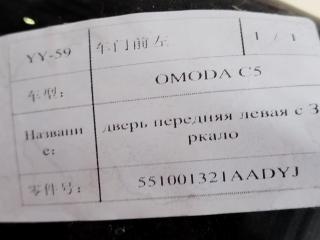 YY-59 车门前左 1 / 1
车型： OMODA C5
Названи
е:
дверь передняя левая с З
ркало
零件号： 551001321AADYJ